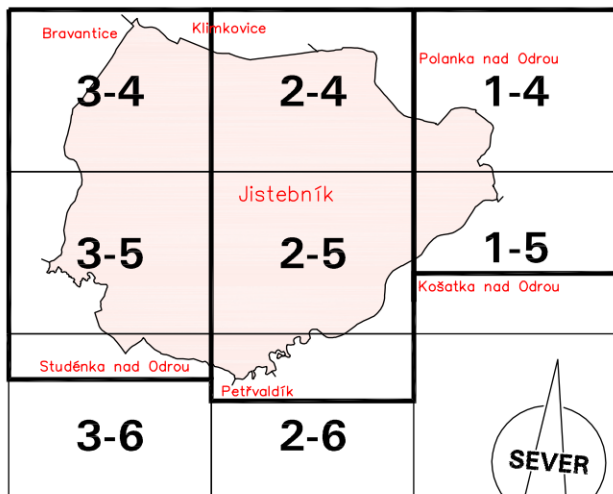 Bravantice
Klimkovice
Polanka nad Odrou
3-4
2-4
1-4
Jistebník
3-5
2-5
1-5
Košatka nad Odrou
Studénka nad Odrou
Petřvaldík
3-6
2-6
SEVER